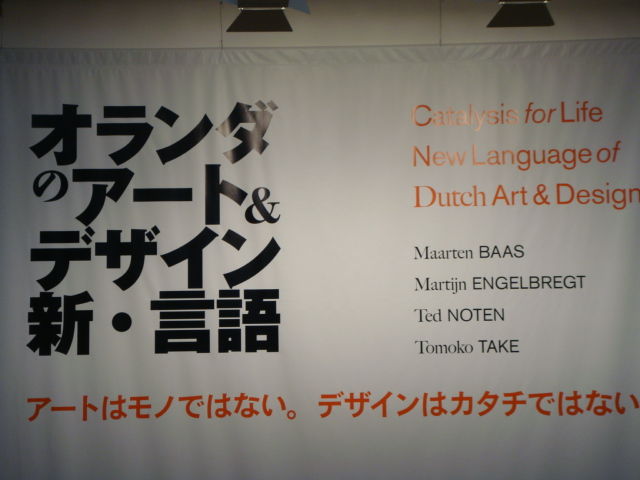 オランダ
のアート&
デザイン
新・言語
Catalysis for Life
New Language of
Dutch Art & Design
Maarten BAAS
Martijn ENGELBREGT
Ted NOTEN
Tomoko TAKE
アートはモノではない。デザインはカタチではない